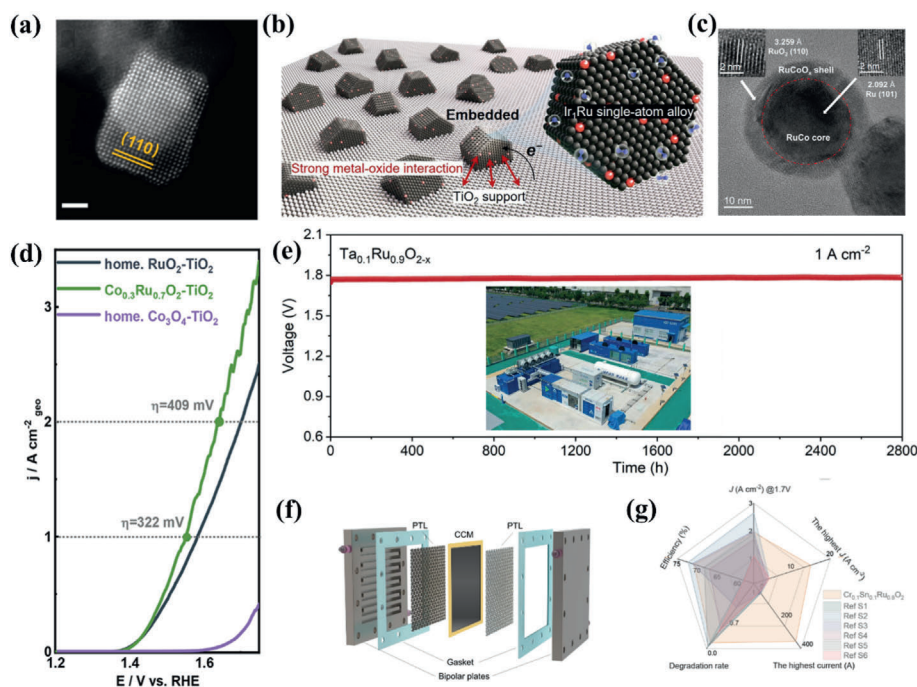 (a)
(110)
(b)
Embedded
Ir₁Ru single-atom alloy
e⁻
Strong metal-oxide interaction
TiO₂ support
(c)
3.259 Å
RuO₂ (110)
2 nm
RuCoOₓ shell
2 nm
2.092 Å
Ru (101)
RuCo core
10 nm
(d)
home. RuO₂-TiO₂
Co₀.₃Ru₀.₇O₂-TiO₂
home. Co₃O₄-TiO₂
η=409 mV
η=322 mV
j / A cm⁻² geo
3
2
1
0
1.2
1.4
1.6
E / V vs. RHE
(e)
Ta₀.₁Ru₀.₉O₂₋ₓ
1 A cm⁻²
Voltage (V)
2.1
1.8
1.5
1.2
0.9
0.6
0
400
800
1200
1600
2000
2400
2800
Time (h)
(f)
PTL
CCM
PTL
Gasket
Bipolar plates
(g)
J (A cm⁻²) @1.7V
3
2
The highest J (A cm⁻²)
20
10
Efficiency (%)
75
70
65
60
0.7
0.0
Degradation rate
200
400
The highest current (A)
Cr₀.₁Sn₀.₁Ru₀.₈O₂
Ref S1
Ref S2
Ref S3
Ref S4
Ref S5
Ref S6